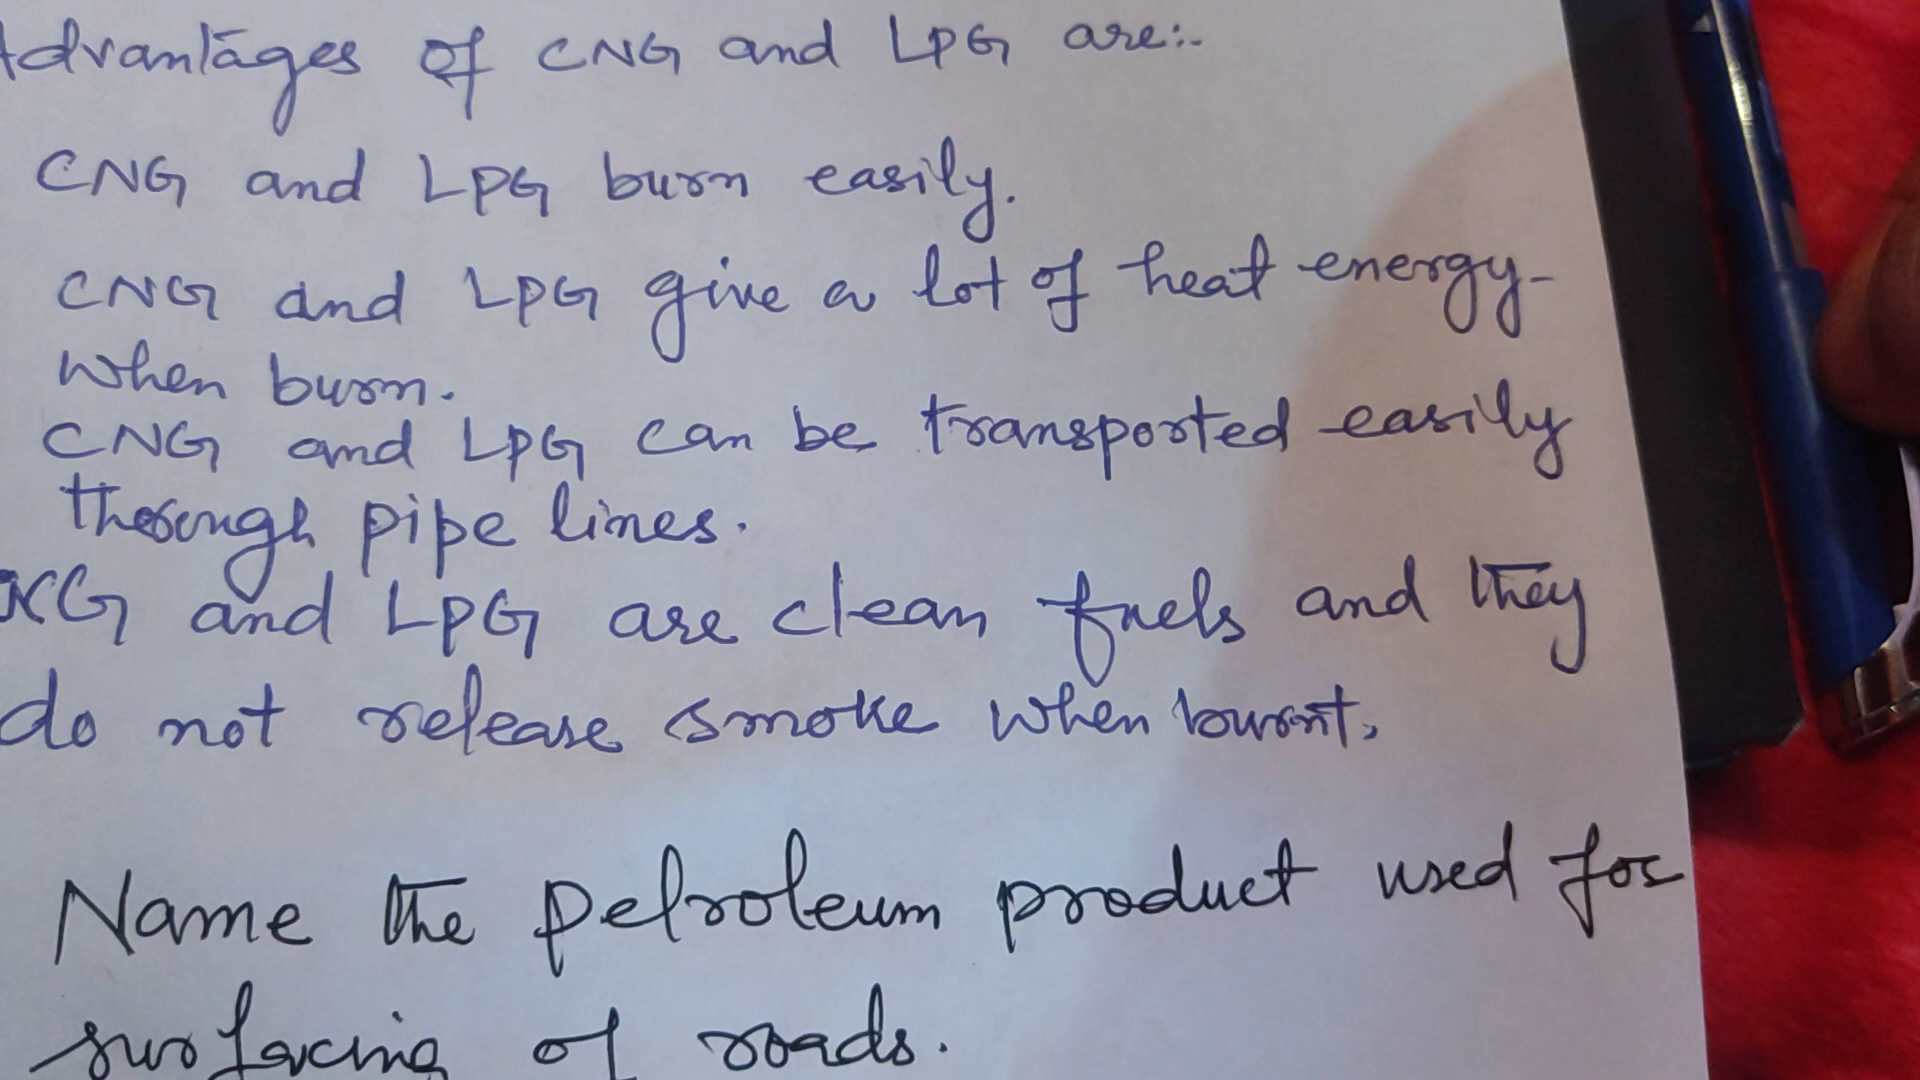 Advantages of CNG and LPG are:-
CNG and LPG burn easily.
CNG and LPG give a lot of heat energy-
when burn.
CNG and LPG can be transported easily
through pipe lines.
NG and LPG are clean fuels and they
do not release smoke when burnt.
Name the petroleum product used for
surfacing of roads.